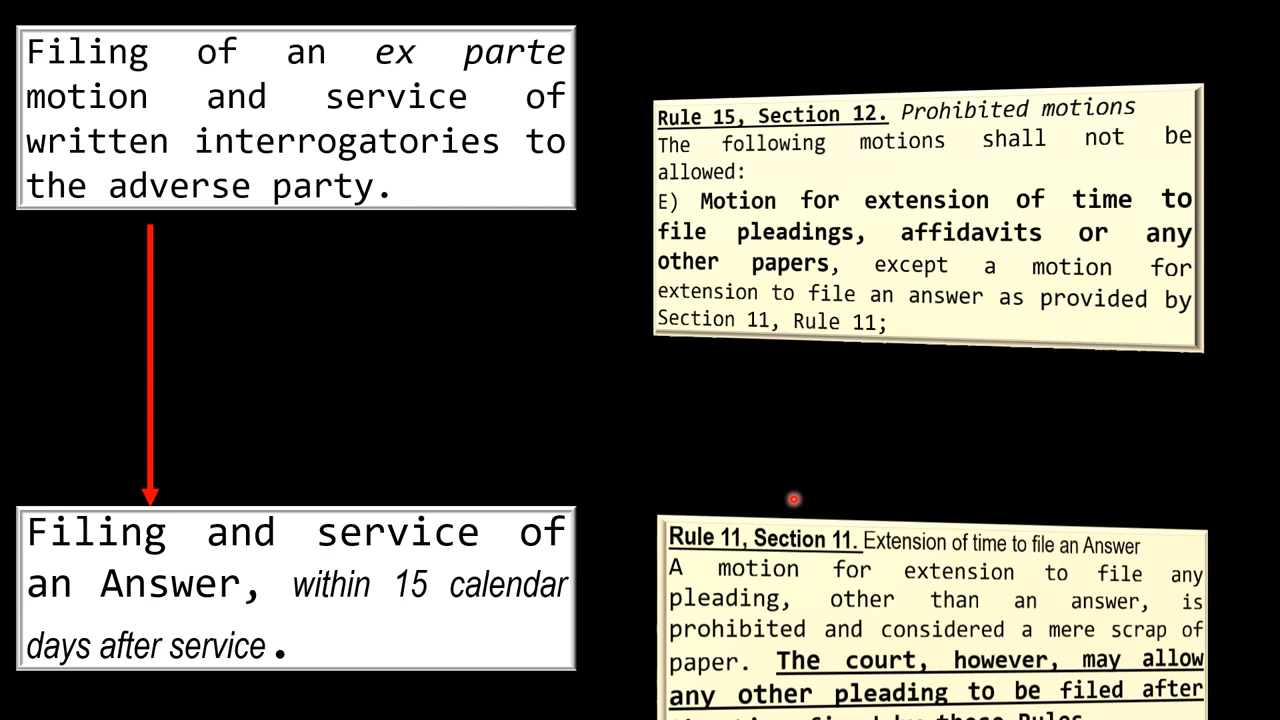 Filing of an ex parte
motion and service of
written interrogatories to
the adverse party.
Rule 15, Section 12. Prohibited motions
The following motions shall not be
allowed:
E) Motion for extension of time to
file pleadings, affidavits or any
other papers, except a motion for
extension to file an answer as provided by
Section 11, Rule 11;
Filing and service of
an Answer, within 15 calendar
days after service.
Rule 11, Section 11. Extension of time to file an Answer
A motion for extension to file any
pleading, other than an answer, is
prohibited and considered a mere scrap of
paper. The court, however, may allow
any other pleading to be filed after